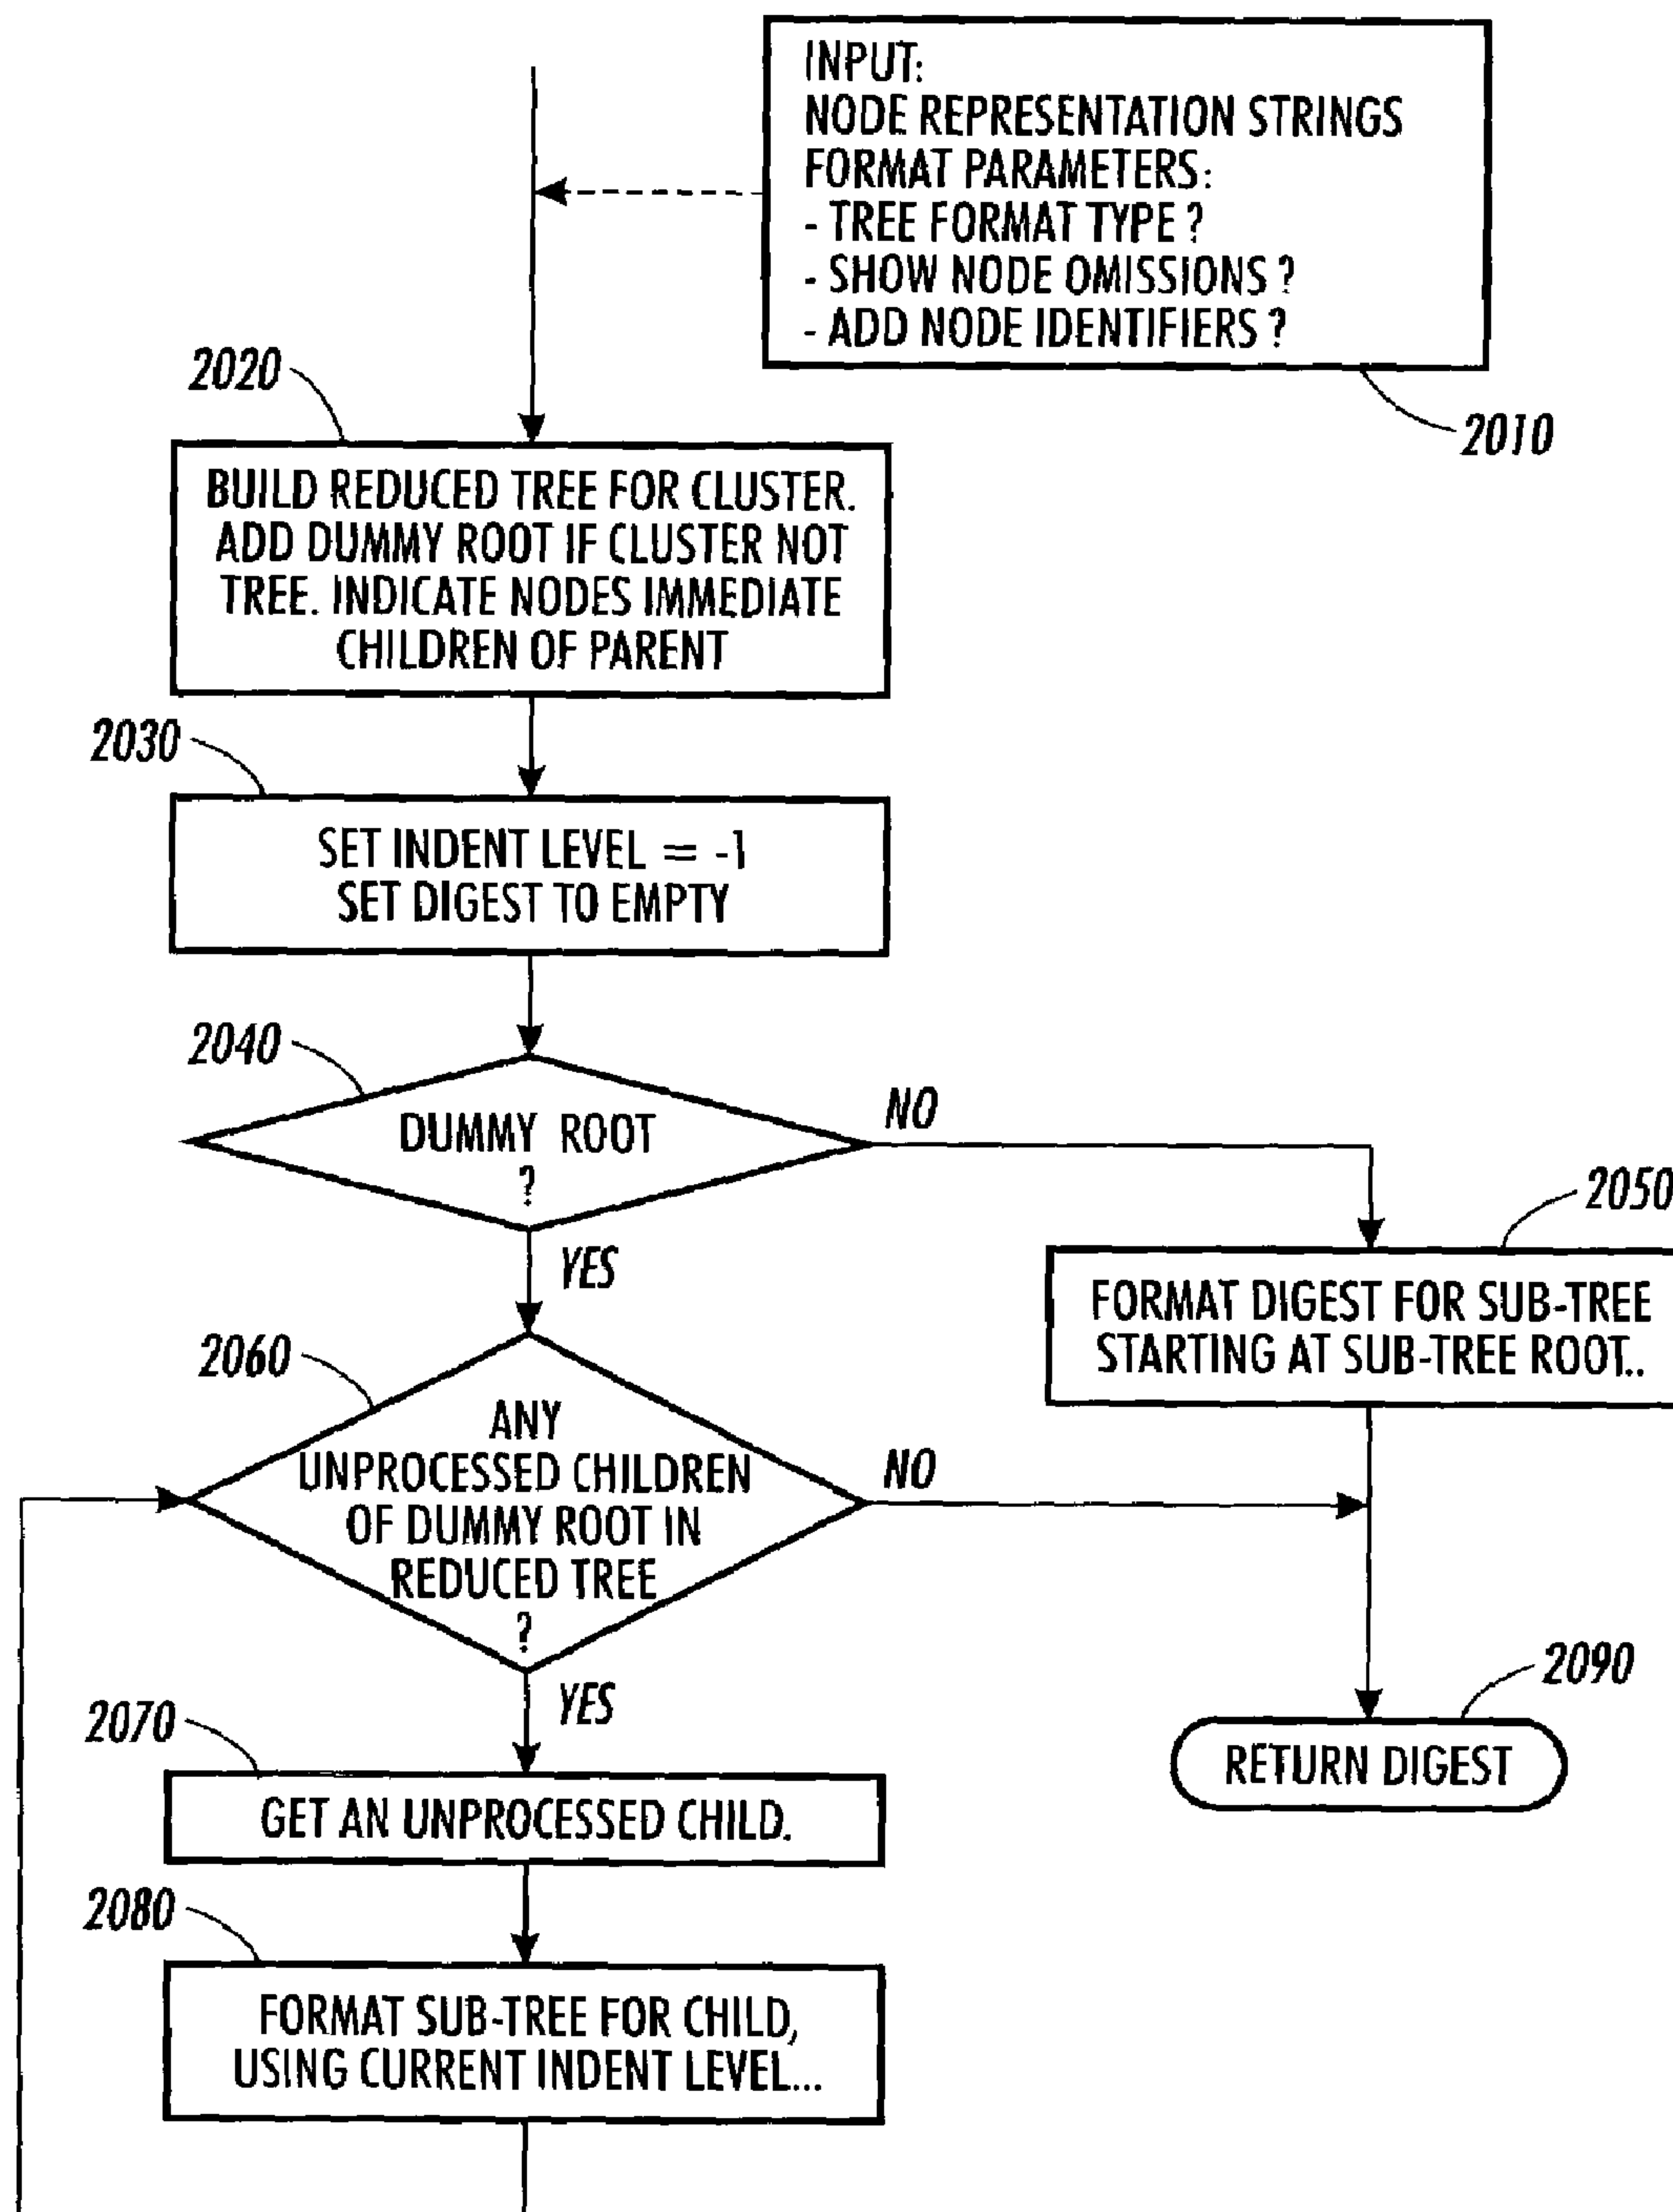 INPUT:
NODE REPRESENTATION STRINGS
FORMAT PARAMETERS:
- TREE FORMAT TYPE ?
- SHOW NODE OMISSIONS ?
- ADD NODE IDENTIFIERS ?
2010
2020
BUILD REDUCED TREE FOR CLUSTER.
ADD DUMMY ROOT IF CLUSTER NOT
TREE. INDICATE NODES IMMEDIATE
CHILDREN OF PARENT
2030
SET INDENT LEVEL = -1
SET DIGEST TO EMPTY
2040
DUMMY ROOT
?
NO
YES
2050
FORMAT DIGEST FOR SUB-TREE
STARTING AT SUB-TREE ROOT..
2060
ANY
UNPROCESSED CHILDREN
OF DUMMY ROOT IN
REDUCED TREE
?
NO
YES
2070
GET AN UNPROCESSED CHILD.
2080
FORMAT SUB-TREE FOR CHILD,
USING CURRENT INDENT LEVEL...
2090
RETURN DIGEST